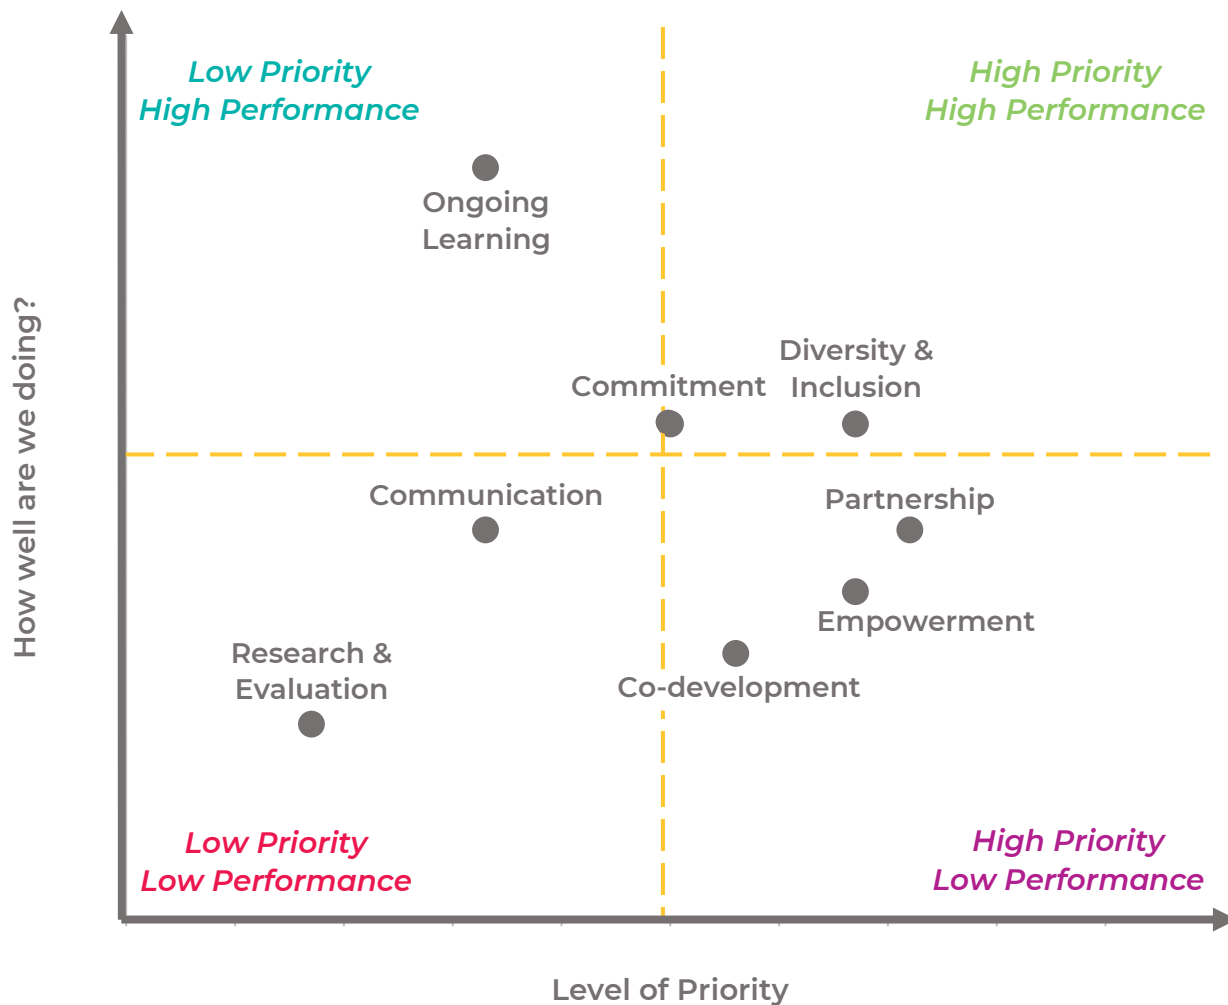 Low Priority
High Performance
High Priority
High Performance
Ongoing
Learning
How well are we doing?
Diversity &
Inclusion
Commitment
Communication
Partnership
Empowerment
Research &
Evaluation
Co-development
Low Priority
Low Performance
High Priority
Low Performance
Level of Priority